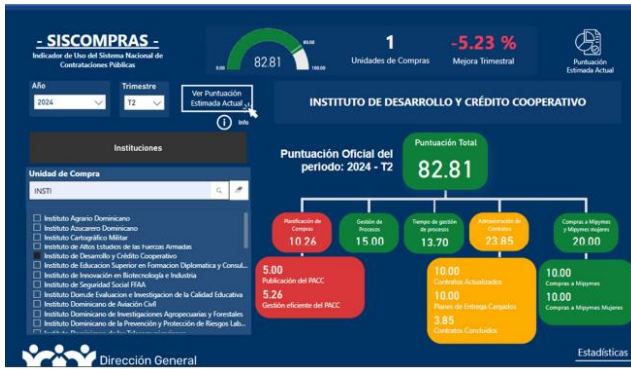 - SISCOMPRAS -
Indicador de Uso del Sistema Nacional de
Contrataciones Públicas
Año
2024
Trimestre
T2
Ver Puntuación
Estimada Actual
Info
0.00
82.81
80.00
100.00
1
Unidades de Compras
-5.23 %
Mejora Trimestral
Puntuación
Estimada Actual
INSTITUTO DE DESARROLLO Y CRÉDITO COOPERATIVO
Instituciones
Unidad de Compra
INSTI
Instituto Agrario Dominicano
Instituto Azucarero Dominicano
Instituto Cartográfico Militar
Instituto de Altos Estudios de las Fuerzas Armadas
Instituto de Desarrollo y Crédito Cooperativo
Instituto de Educacion Superior en Formacion Diplomatica y Consul...
Instituto de Innovación en Biotecnología e Industria
Instituto de Seguridad Social FFAA
Instituto Dom.de Evaluacion e Investigacion de la Calidad Educativa
Instituto Dominicano de Aviación Civil
Instituto Dominicano de Investigaciones Agropecuarias y Forestales
Instituto Dominicano de la Prevención y Protección de Riesgos Lab...
Puntuación Oficial del
periodo: 2024 - T2
Puntuación Total
82.81
Planificación de
Compras
10.26
Gestión de
Procesos
15.00
Tiempo de gestión
de procesos
13.70
Administración de
Contratos
23.85
Compras a Mipymes
y Mipymes mujeres
20.00
5.00
Publicación del PACC
5.26
Gestión eficiente del PACC
10.00
Contratos Actualizados
10.00
Planes de Entrega Cargados
3.85
Contratos Concluidos
10.00
Compras a Mipymes
10.00
Compras a Mipymes Mujeres
Dirección General
Estadísticas